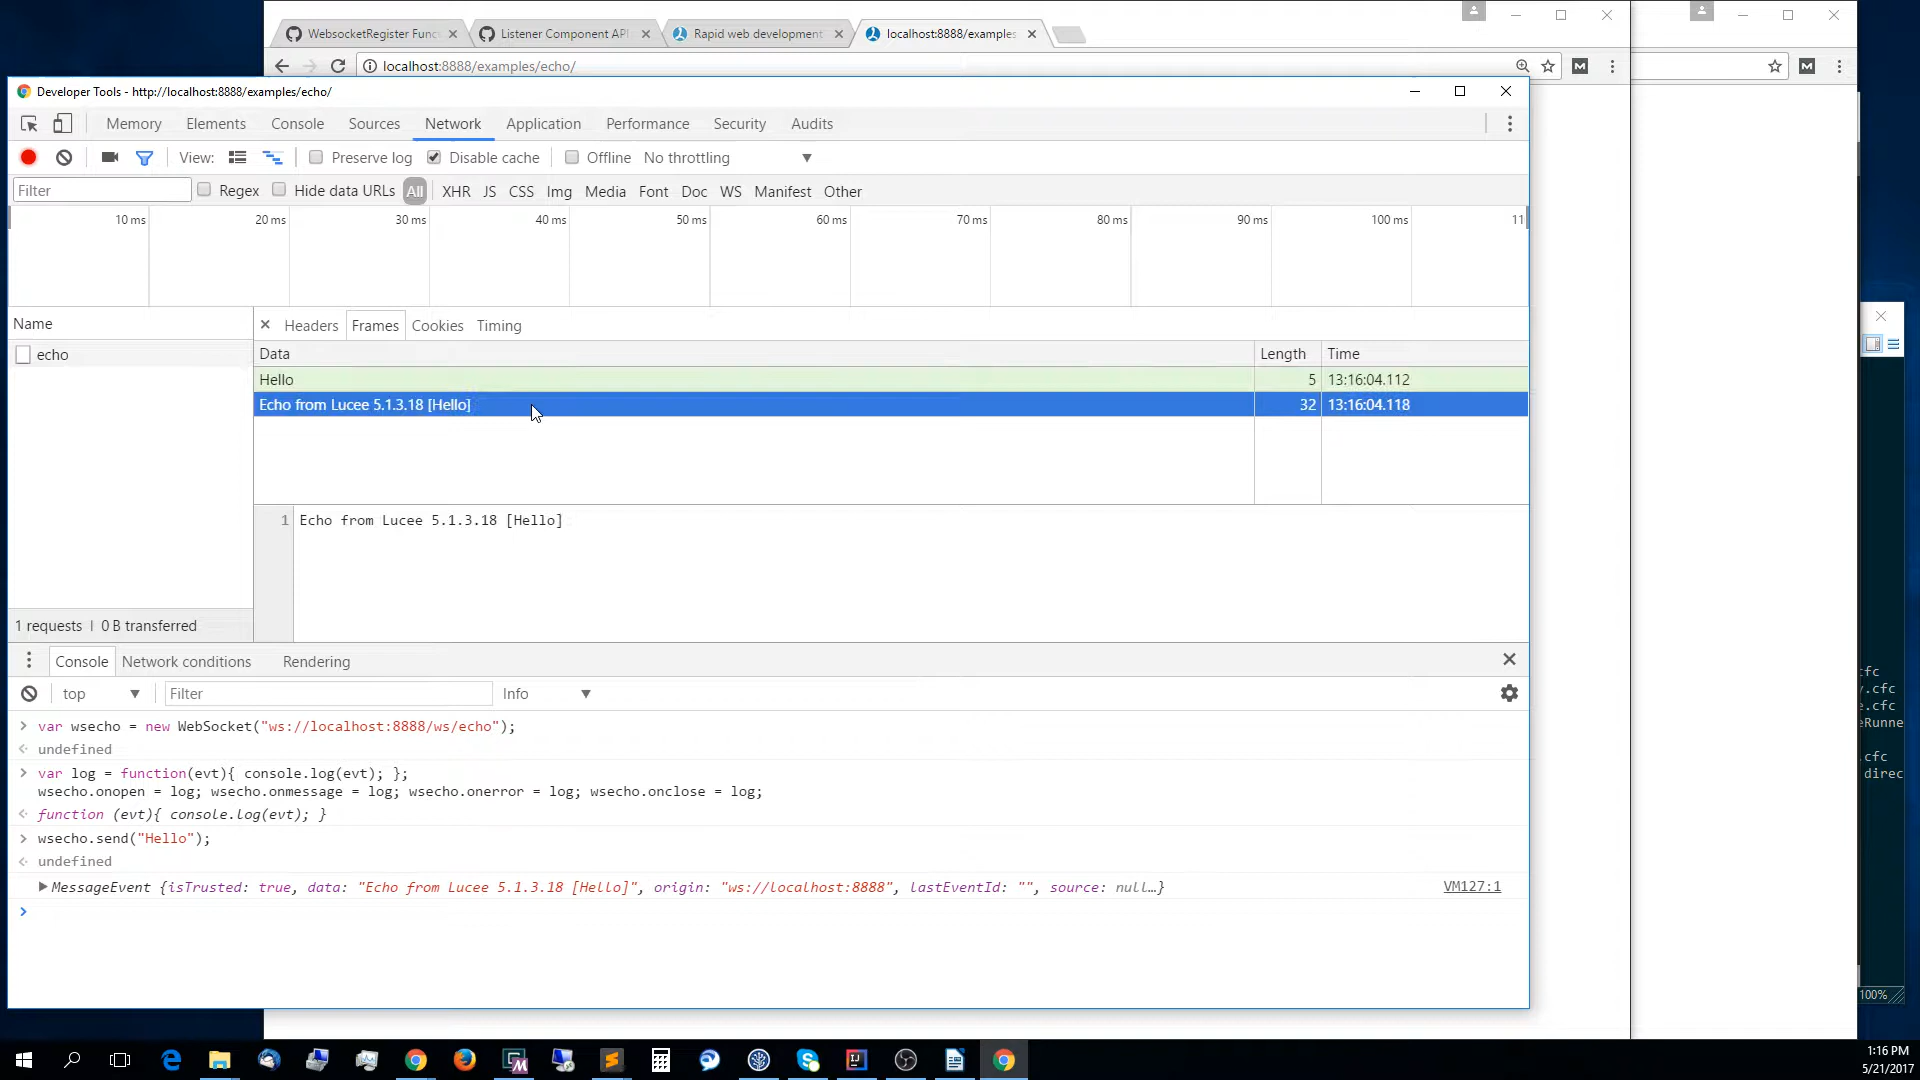 WebsocketRegister Func
Listener Component API
Rapid web development
localhost:8888/examples
localhost:8888/examples/echo/
Developer Tools - http://localhost:8888/examples/echo/
Memory Elements Console Sources Network Application Performance Security Audits
View: Preserve log Disable cache Offline No throttling
Filter Regex Hide data URLs All XHR JS CSS Img Media Font Doc WS Manifest Other
10 ms 20 ms 30 ms 40 ms 50 ms 60 ms 70 ms 80 ms 90 ms 100 ms 11
Name
Headers Frames Cookies Timing
echo
Data Length Time
Hello 5 13:16:04.112
Echo from Lucee 5.1.3.18 [Hello] 32 13:16:04.118
1 Echo from Lucee 5.1.3.18 [Hello]
1 requests | 0 B transferred
Console Network conditions Rendering
top Filter Info
var wsecho = new WebSocket("ws://localhost:8888/ws/echo");
undefined
var log = function(evt){ console.log(evt); };
wsecho.onopen = log; wsecho.onmessage = log; wsecho.onerror = log; wsecho.onclose = log;
function (evt){ console.log(evt); }
wsecho.send("Hello");
undefined
MessageEvent {isTrusted: true, data: "Echo from Lucee 5.1.3.18 [Hello]", origin: "ws://localhost:8888", lastEventId: "", source: null…} VM127:1
.cfc
e.cfc
eRunne
.cfc
direc
100%
1:16 PM
5/21/2017